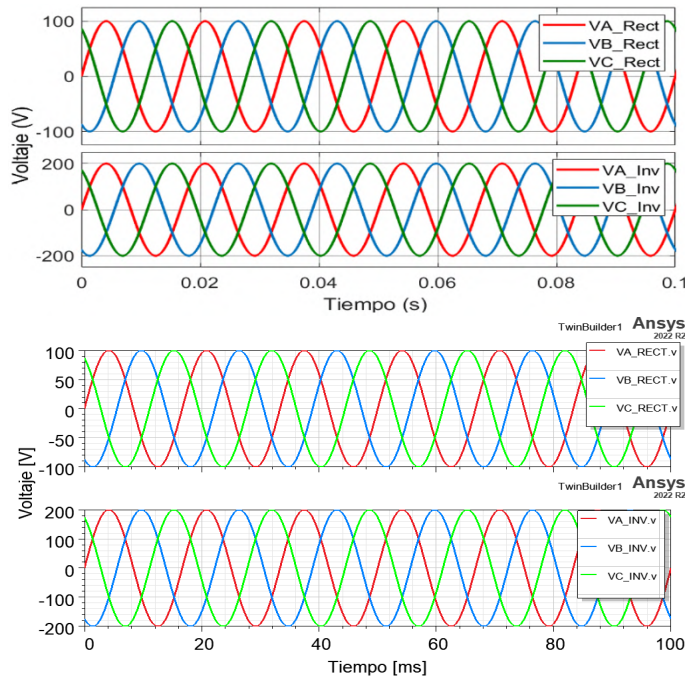 100
0
-100
VA_Rect
VB_Rect
VC_Rect
Voltaje (V)
200
0
-200
VA_Inv
VB_Inv
VC_Inv
0 0.02 0.04 0.06 0.08 0.1
Tiempo (s)
TwinBuilder1 Ansys
2022 R2
100
50
0
-50
-100
VA_RECT.v
VB_RECT.v
VC_RECT.v
Voltaje [V]
TwinBuilder1 Ansys
2022 R2
200
100
0
-100
-200
VA_INV.v
VB_INV.v
VC_INV.v
0 20 40 60 80 100
Tiempo [ms]